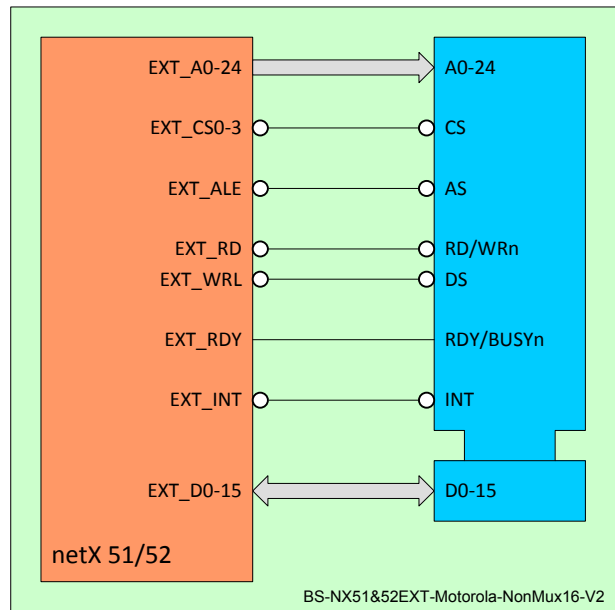 EXT_A0-24 A0-24
EXT_CS0-3 CS
EXT_ALE AS
EXT_RD RD/WRn
EXT_WRL DS
EXT_RDY RDY/BUSYn
EXT_INT INT
EXT_D0-15 D0-15
netX 51/52
BS-NX51&52EXT-Motorola-NonMux16-V2